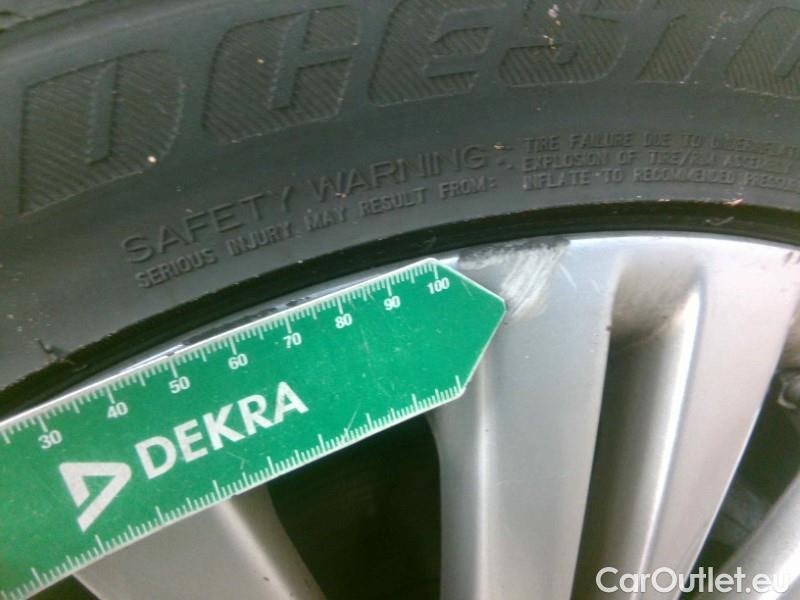 DGESTO
SAFETY WARNING:
SERIOUS INJURY MAY RESULT FROM:
TIRE FAILURE DUE TO
EXPLOSION OF TIRE/RIM
INFLATE TO RECOMMENDED
30 40 50 60 70 80 90 100
DEKRA
CarOutlet.eu